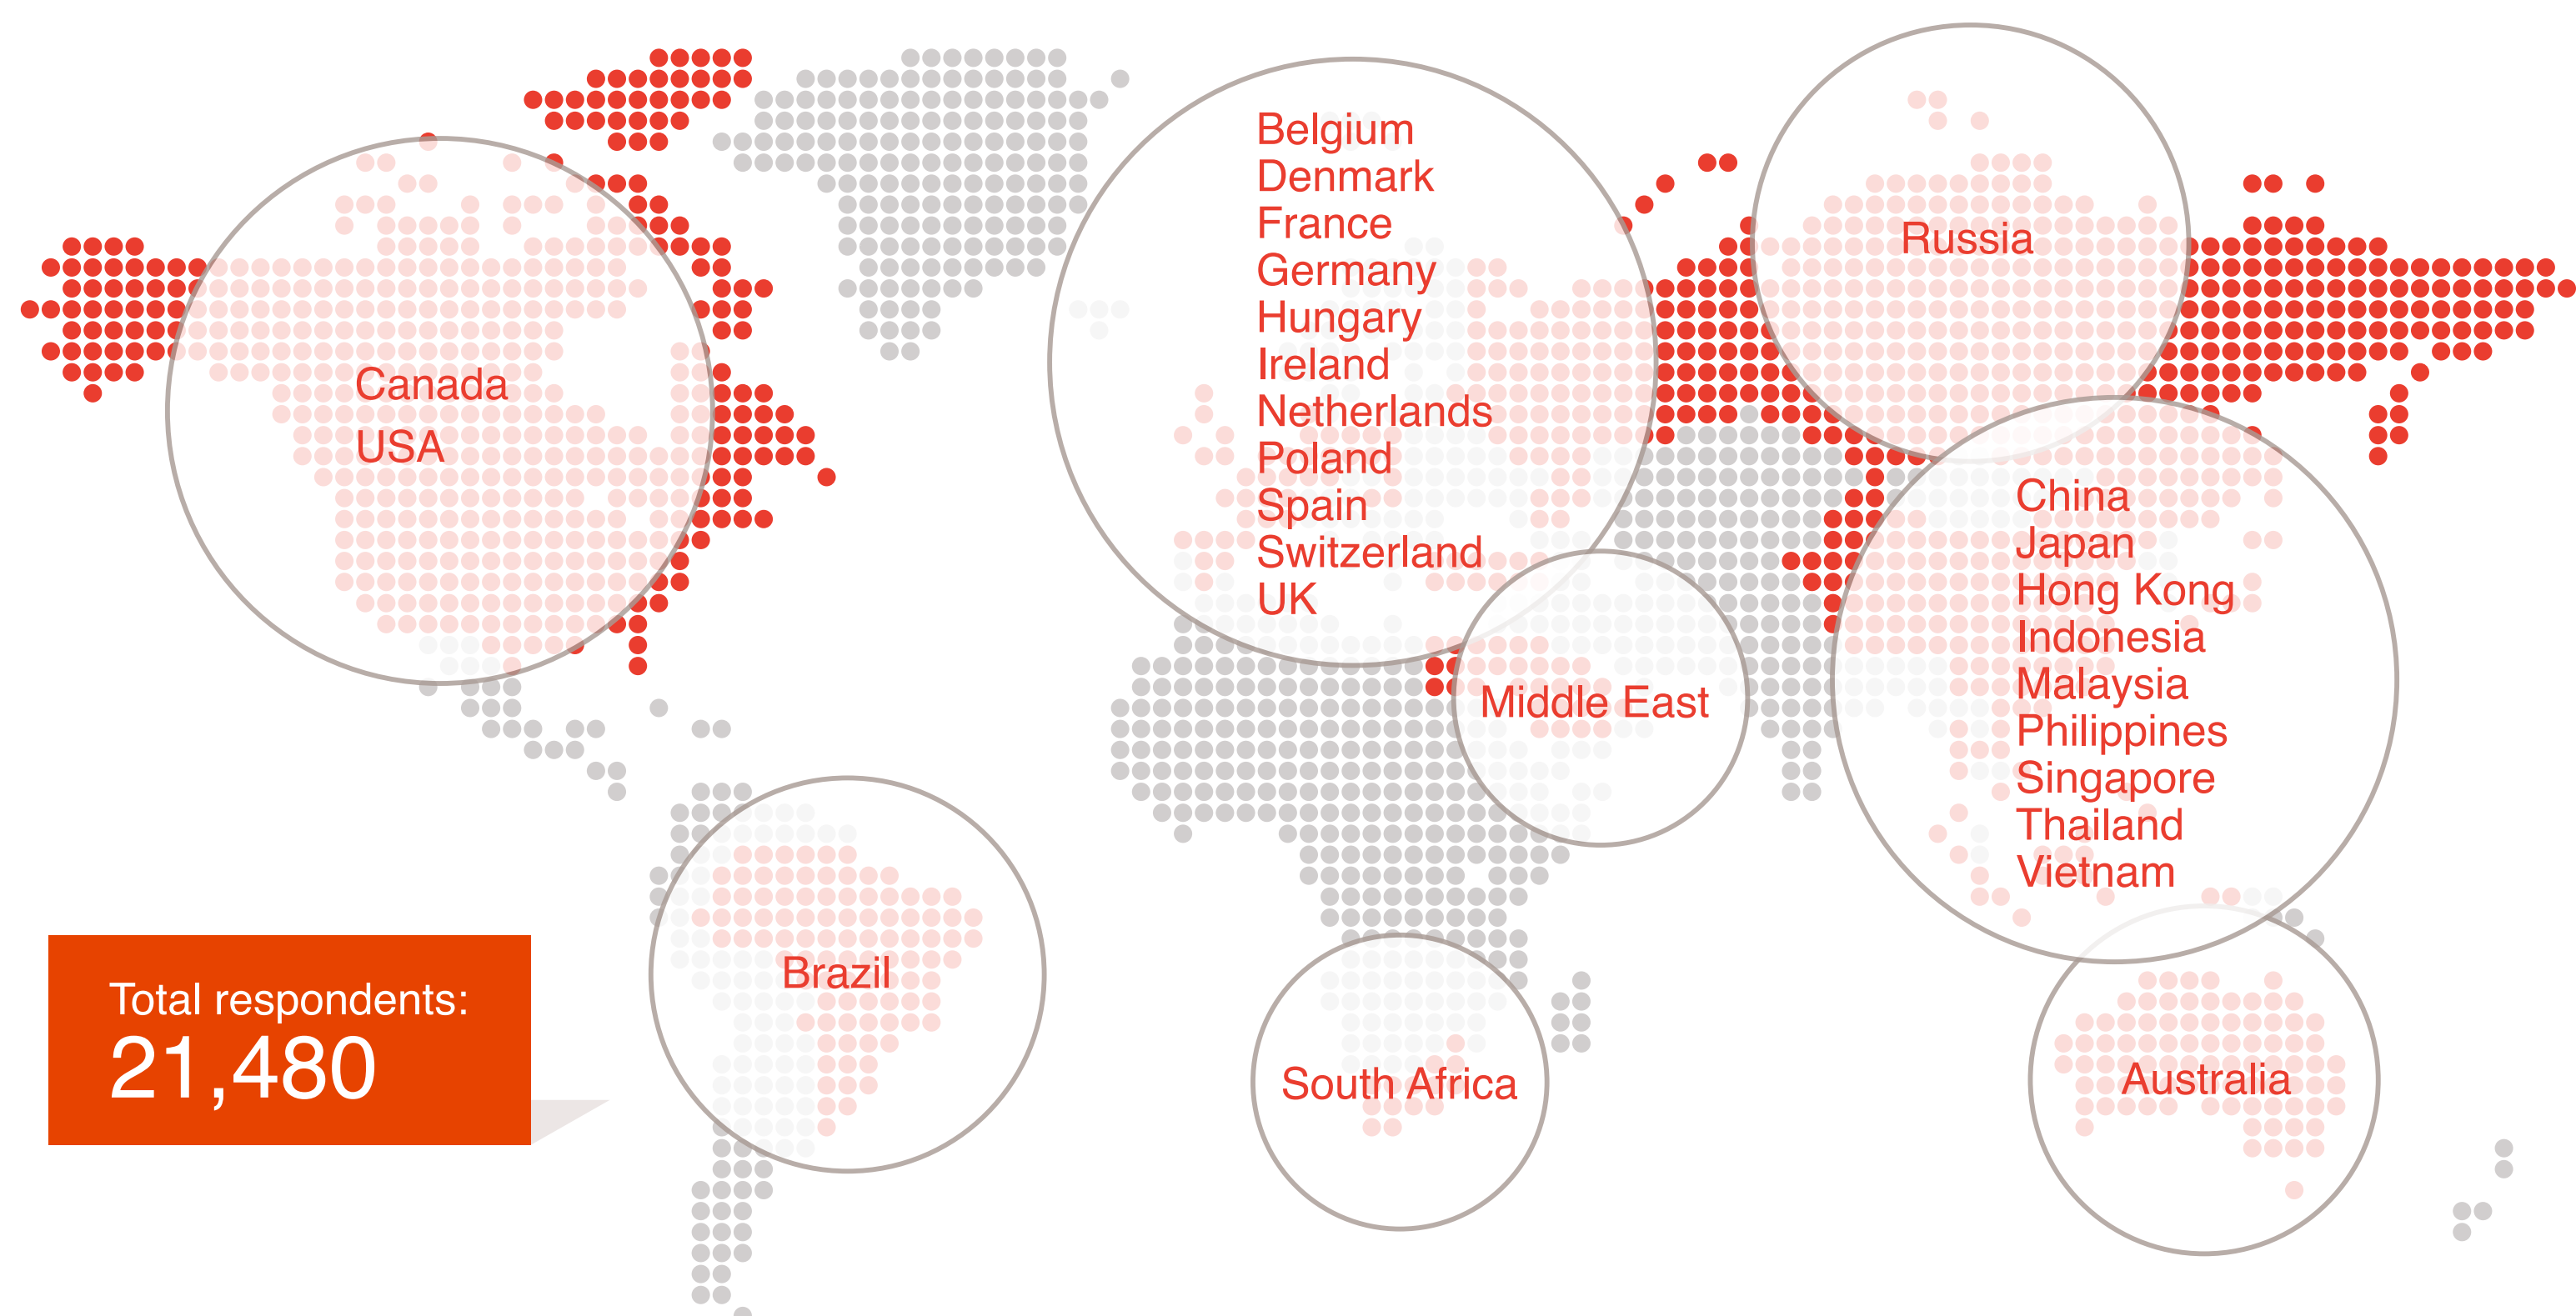 Canada
USA
Belgium
Denmark
France
Germany
Hungary
Ireland
Netherlands
Poland
Spain
Switzerland
UK
Russia
China
Japan
Hong Kong
Indonesia
Malaysia
Philippines
Singapore
Thailand
Vietnam
Middle East
Brazil
South Africa
Australia
Total respondents:
21,480